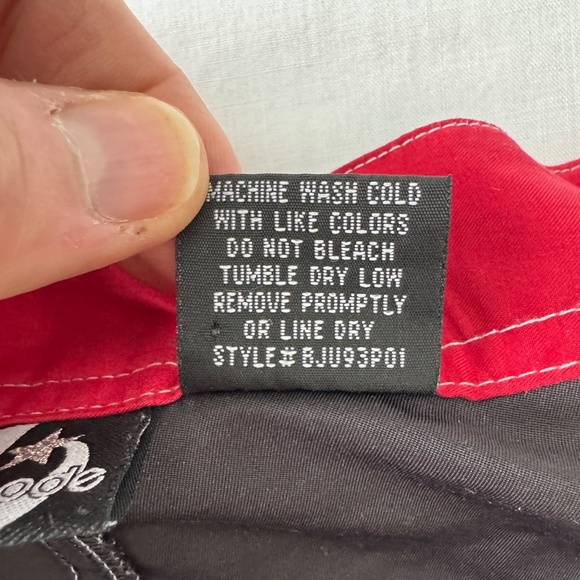 MACHINE WASH COLD
WITH LIKE COLORS
DO NOT BLEACH
TUMBLE DRY LOW
REMOVE PROMPTLY
OR LINE DRY
STYLE# BJU93P01